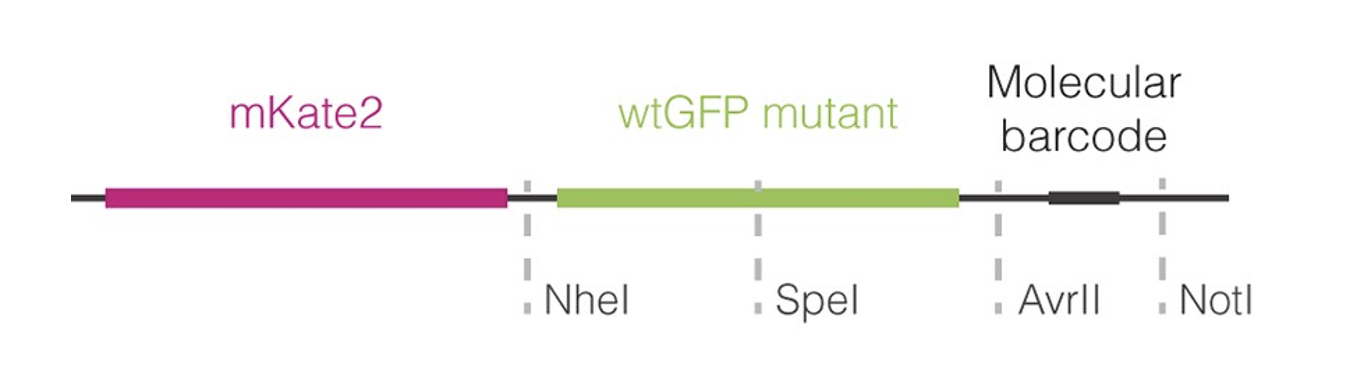 mKate2
wtGFP mutant
Molecular
barcode
NheI
SpeI
AvrII
NotI